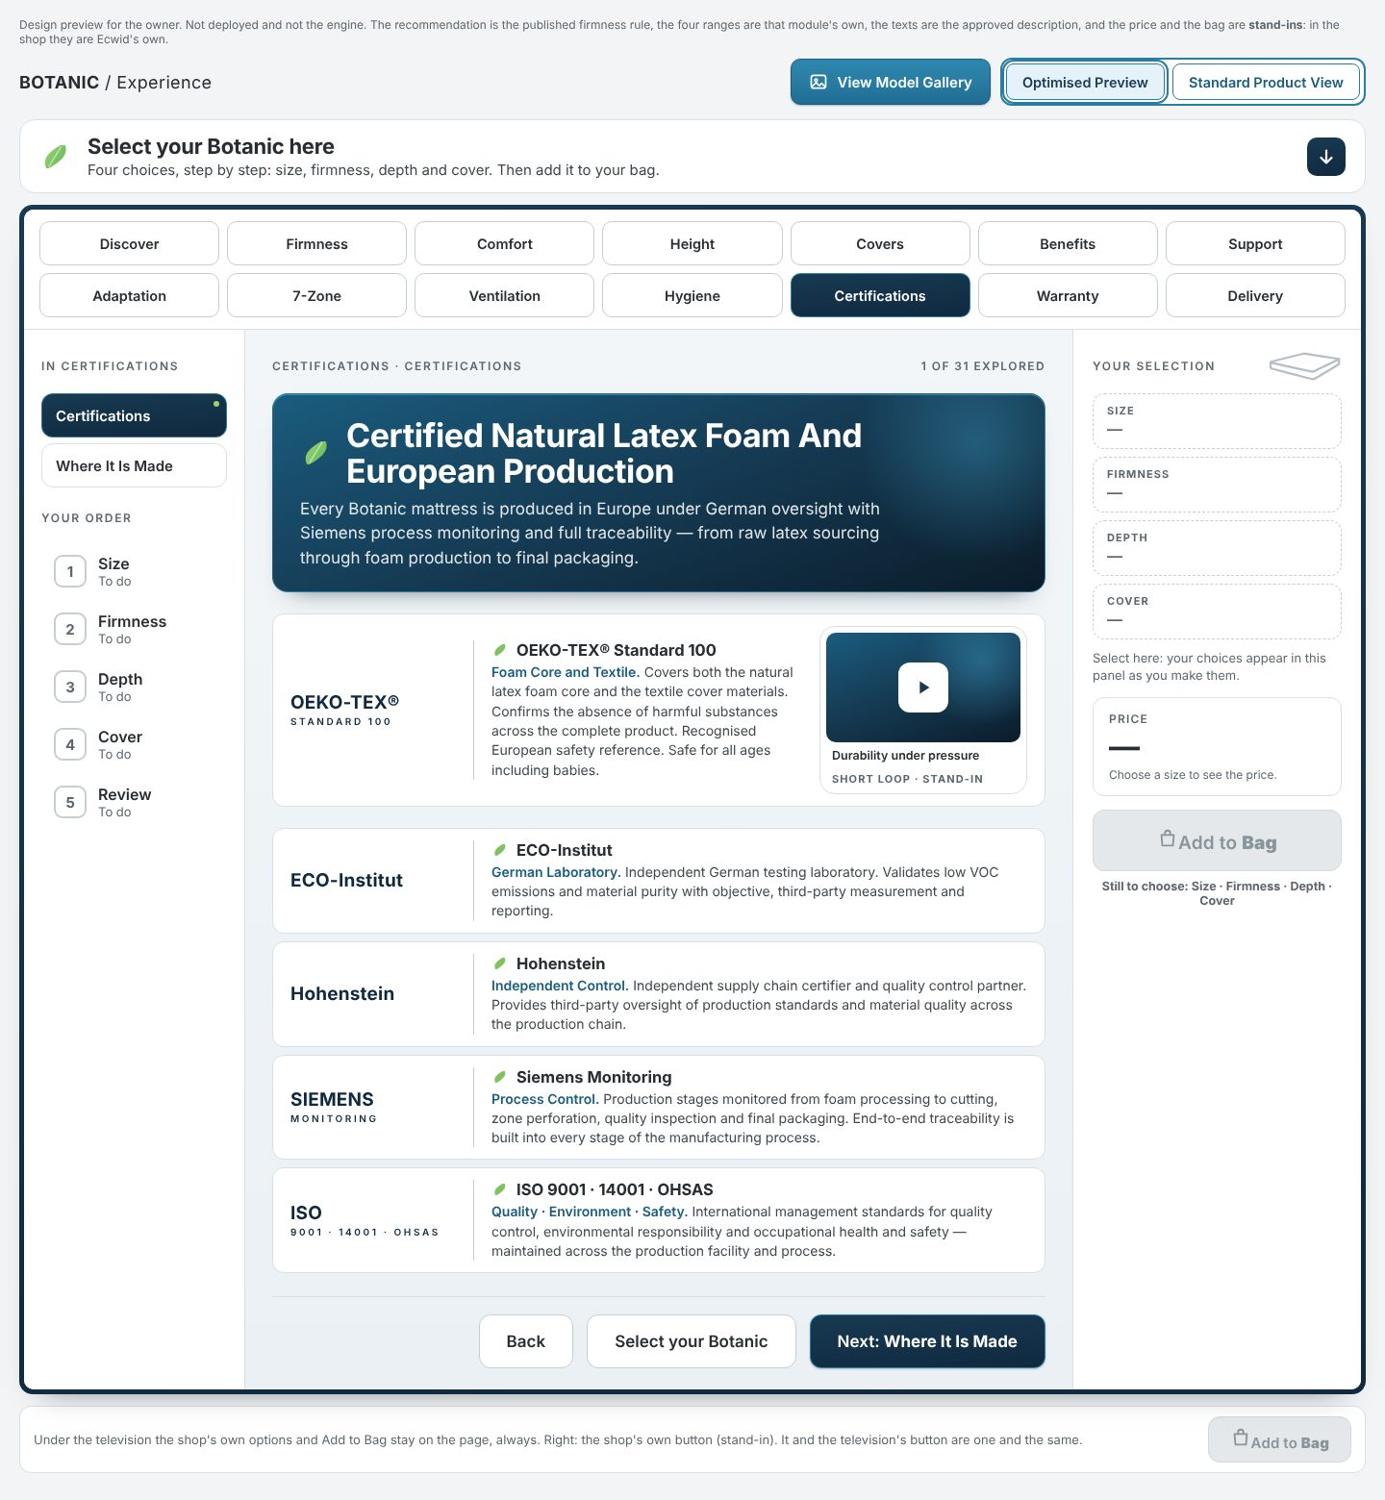 Design preview for the owner. Not deployed and not the engine. The recommendation is the published firmness rule, the four ranges are that module's own, the texts are the approved description, and the price and the bag are stand-ins: in the
shop they are Ecwid's own.
BOTANIC / Experience
View Model Gallery
Optimised Preview
Standard Product View
Select your Botanic here
Four choices, step by step: size, firmness, depth and cover. Then add it to your bag.
Discover
Firmness
Comfort
Height
Covers
Benefits
Support
Adaptation
7-Zone
Ventilation
Hygiene
Certifications
Warranty
Delivery
IN CERTIFICATIONS
Certifications
Where It Is Made
YOUR ORDER
1
Size
To do
2
Firmness
To do
3
Depth
To do
4
Cover
To do
5
Review
To do
CERTIFICATIONS · CERTIFICATIONS
1 OF 31 EXPLORED
Certified Natural Latex Foam And
European Production
Every Botanic mattress is produced in Europe under German oversight with
Siemens process monitoring and full traceability — from raw latex sourcing
through foam production to final packaging.
OEKO-TEX®
STANDARD 100
OEKO-TEX® Standard 100
Foam Core and Textile. Covers both the natural
latex foam core and the textile cover materials.
Confirms the absence of harmful substances
across the complete product. Recognised
European safety reference. Safe for all ages
including babies.
Durability under pressure
SHORT LOOP · STAND-IN
ECO-Institut
ECO-Institut
German Laboratory. Independent German testing laboratory. Validates low VOC
emissions and material purity with objective, third-party measurement and
reporting.
Hohenstein
Hohenstein
Independent Control. Independent supply chain certifier and quality control partner.
Provides third-party oversight of production standards and material quality across
the production chain.
SIEMENS
MONITORING
Siemens Monitoring
Process Control. Production stages monitored from foam processing to cutting,
zone perforation, quality inspection and final packaging. End-to-end traceability is
built into every stage of the manufacturing process.
ISO
9001 · 14001 · OHSAS
ISO 9001 · 14001 · OHSAS
Quality · Environment · Safety. International management standards for quality
control, environmental responsibility and occupational health and safety —
maintained across the production facility and process.
Back
Select your Botanic
Next: Where It Is Made
YOUR SELECTION
SIZE
—
FIRMNESS
—
DEPTH
—
COVER
—
Select here: your choices appear in this
panel as you make them.
PRICE
—
Choose a size to see the price.
Add to Bag
Still to choose: Size · Firmness · Depth ·
Cover
Under the television the shop's own options and Add to Bag stay on the page, always. Right: the shop's own button (stand-in). It and the television's button are one and the same.
Add to Bag